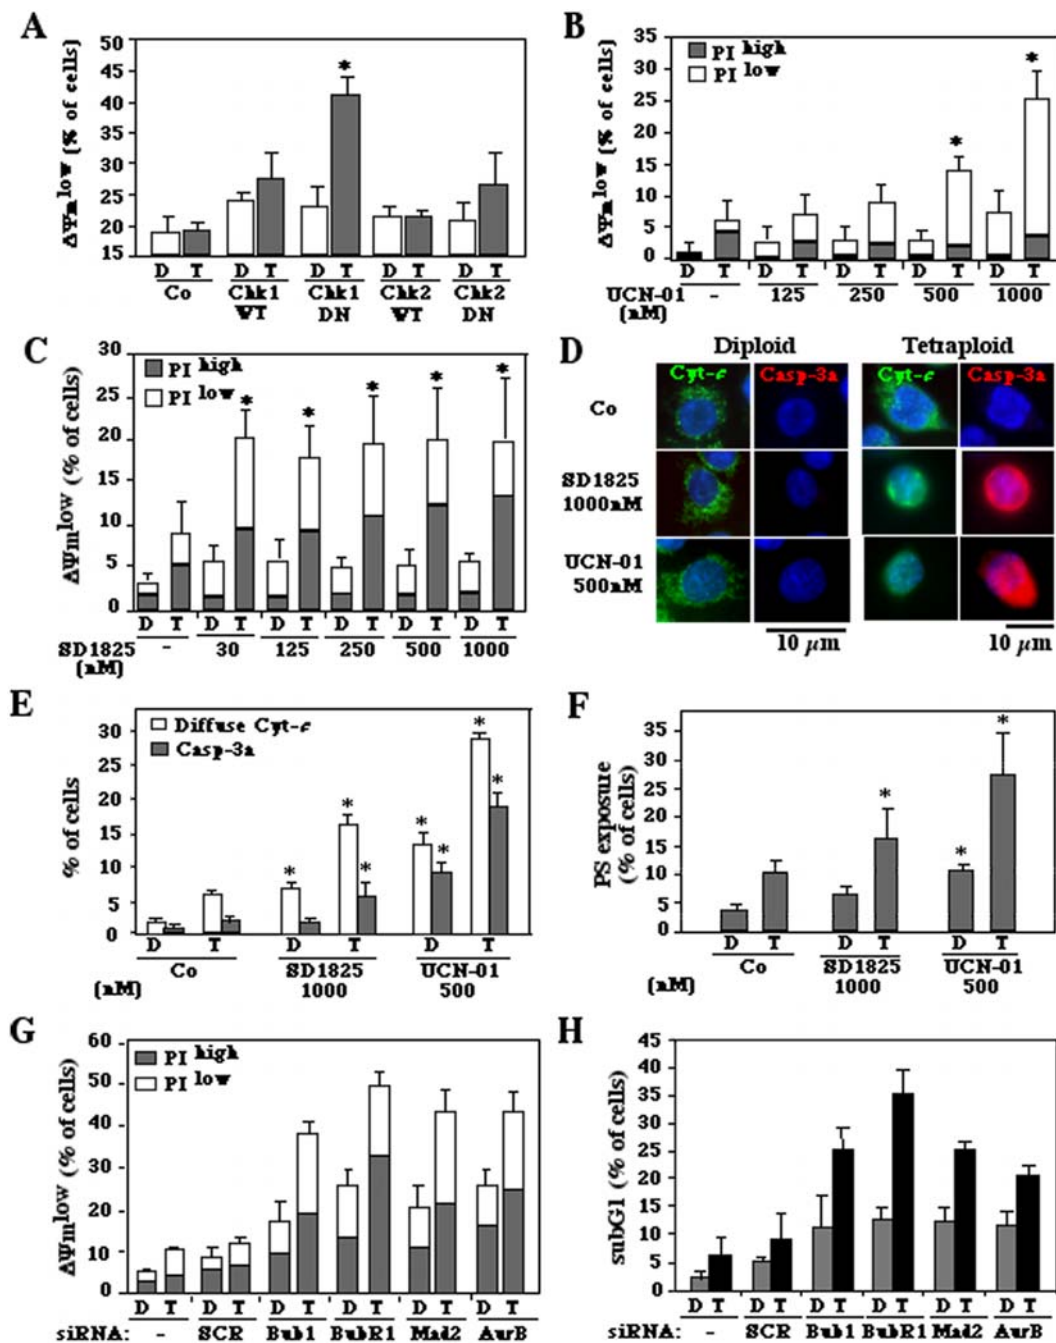 A
ΔΨm low (% of cells)
50
45
40
35
30
25
20
15
*
D T D T D T D T D T
Co Chk1 WT Chk1 DN Chk2 WT Chk2 DN
B
ΔΨm low (% of cells)
35
30
25
20
15
10
5
0
PI high
PI low
* *
D T D T D T D T D T
UCN-01 (nM) - 125 250 500 1000
C
ΔΨm low (% of cells)
30
25
20
15
10
5
0
PI high
PI low
* * * * *
D T D T D T D T D T D T
SD1825 (nM) - 30 125 250 500 1000
D
Diploid Tetraploid
Cyt-c Casp-3a Cyt-c Casp-3a
Co
SD1825
1000nM
UCN-01
500nM
10 μm 10 μm
E
% of cells
30
25
20
15
10
5
0
Diffuse Cyt-c
Casp-3a
* * * * * * *
D T D T D T
Co SD1825 UCN-01
(nM) 1000 500
F
PS exposure
(% of cells)
35
30
25
20
15
10
5
0
* * *
D T D T D T
Co SD1825 UCN-01
(nM) 1000 500
G
ΔΨm low (% of cells)
60
50
40
30
20
10
0
PI high
PI low
D T D T D T D T D T D T
siRNA: - SCR Bub1 BubR1 Mad2 AurB
H
subG1 (% of cells)
45
40
35
30
25
20
15
10
5
0
D T D T D T D T D T D T
siRNA: - SCR Bub1 BubR1 Mad2 AurB